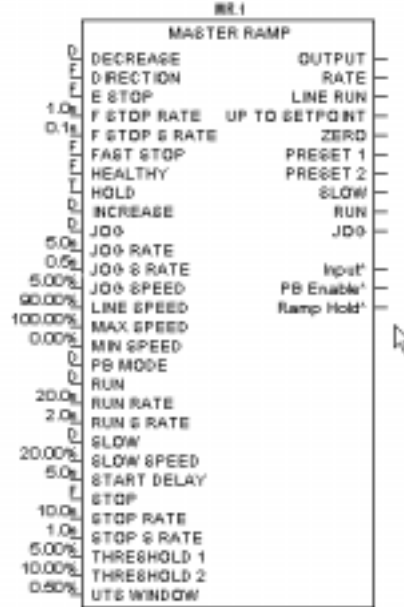 MR.1
MASTER RAMP
D DECREASE OUTPUT
F DIRECTION RATE
F E STOP LINE RUN
1.0s F STOP RATE UP TO SETPOINT
0.1s F STOP S RATE ZERO
F FAST STOP PRESET 1
F HEALTHY PRESET 2
T HOLD SLOW
D INCREASE RUN
D JOG JOG
5.0s JOG RATE
0.5s JOG S RATE Input^
5.00% JOG SPEED PB Enable^
90.00% LINE SPEED Ramp Hold^
100.00% MAX SPEED
0.00% MIN SPEED
D PB MODE
D RUN
20.0s RUN RATE
2.0s RUN S RATE
D SLOW
20.00% SLOW SPEED
5.0s START DELAY
F STOP
10.0s STOP RATE
1.0s STOP S RATE
5.00% THRESHOLD 1
10.00% THRESHOLD 2
0.50% UTS WINDOW